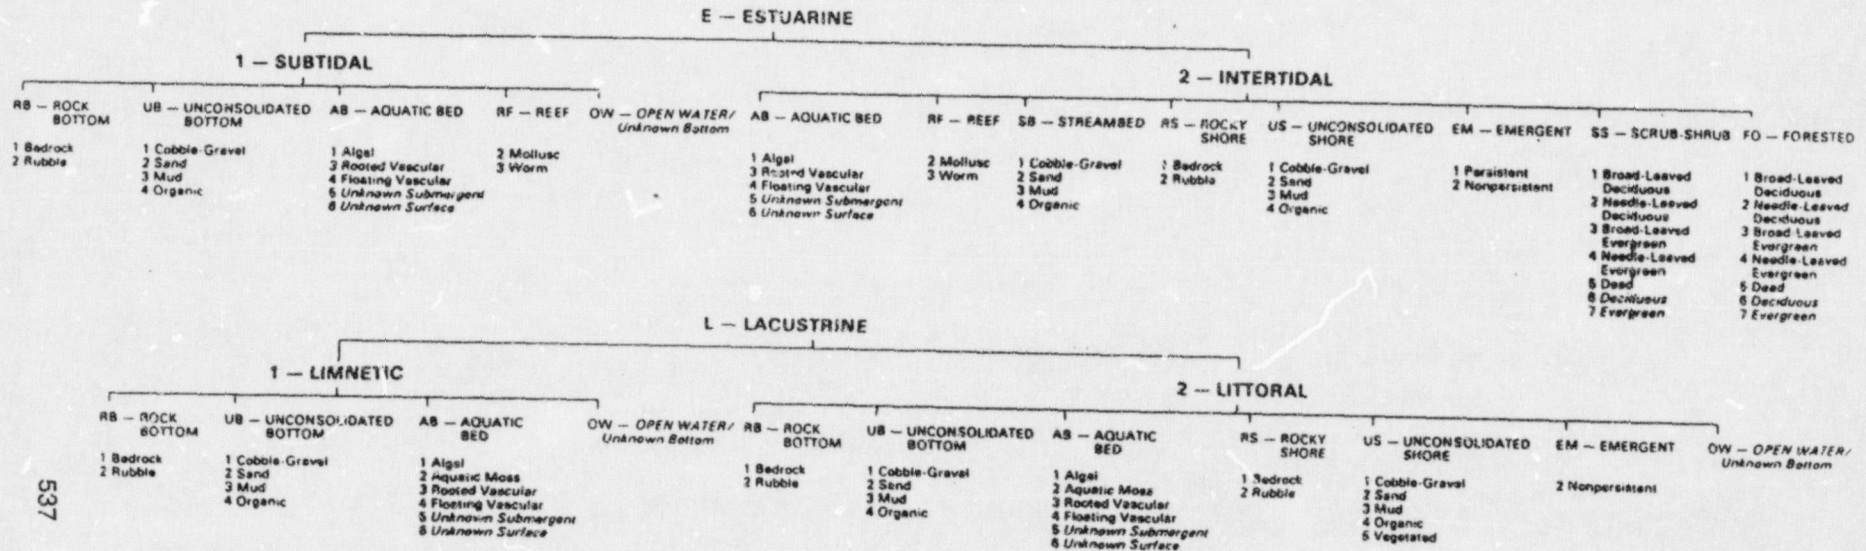 E — ESTUARINE
1 — SUBTIDAL
2 — INTERTIDAL
RB — ROCK
BOTTOM
1 Bedrock
2 Rubble
UB — UNCONSOLIDATED
BOTTOM
1 Cobble-Gravel
2 Sand
3 Mud
4 Organic
AB — AQUATIC BED
1 Algal
3 Rooted Vascular
4 Floating Vascular
5 Unknown Submergent
6 Unknown Surface
RF — REEF
2 Mollusc
3 Worm
OW — OPEN WATER/
Unknown Bottom
AB — AQUATIC BED
1 Algal
3 Rooted Vascular
4 Floating Vascular
5 Unknown Submergent
6 Unknown Surface
RF — REEF
2 Mollusc
3 Worm
SB — STREAMBED
1 Cobble-Gravel
2 Sand
3 Mud
4 Organic
RS — ROCKY
SHORE
1 Bedrock
2 Rubble
US — UNCONSOLIDATED
SHORE
1 Cobble-Gravel
2 Sand
3 Mud
4 Organic
EM — EMERGENT
1 Persistent
2 Nonpersistent
SS — SCRUB-SHRUB
1 Broad-Leaved
Deciduous
2 Needle-Leaved
Deciduous
3 Broad-Leaved
Evergreen
4 Needle-Leaved
Evergreen
5 Dead
6 Deciduous
7 Evergreen
FO — FORESTED
1 Broad-Leaved
Deciduous
2 Needle-Leaved
Deciduous
3 Broad-Leaved
Evergreen
4 Needle-Leaved
Evergreen
5 Dead
6 Deciduous
7 Evergreen
L — LACUSTRINE
1 — LIMNETIC
2 — LITTORAL
RB — ROCK
BOTTOM
1 Bedrock
2 Rubble
UB — UNCONSOLIDATED
BOTTOM
1 Cobble-Gravel
2 Sand
3 Mud
4 Organic
AB — AQUATIC
BED
1 Algal
2 Aquatic Moss
3 Rooted Vascular
4 Floating Vascular
5 Unknown Submergent
6 Unknown Surface
OW — OPEN WATER/
Unknown Bottom
RB — ROCK
BOTTOM
1 Bedrock
2 Rubble
UB — UNCONSOLIDATED
BOTTOM
1 Cobble-Gravel
2 Sand
3 Mud
4 Organic
AB — AQUATIC
BED
1 Algal
2 Aquatic Moss
3 Rooted Vascular
4 Floating Vascular
5 Unknown Submergent
6 Unknown Surface
RS — ROCKY
SHORE
1 Bedrock
2 Rubble
US — UNCONSOLIDATED
SHORE
1 Cobble-Gravel
2 Sand
3 Mud
4 Organic
5 Vegetated
EM — EMERGENT
2 Nonpersistent
OW — OPEN WATER/
Unknown Bottom
537